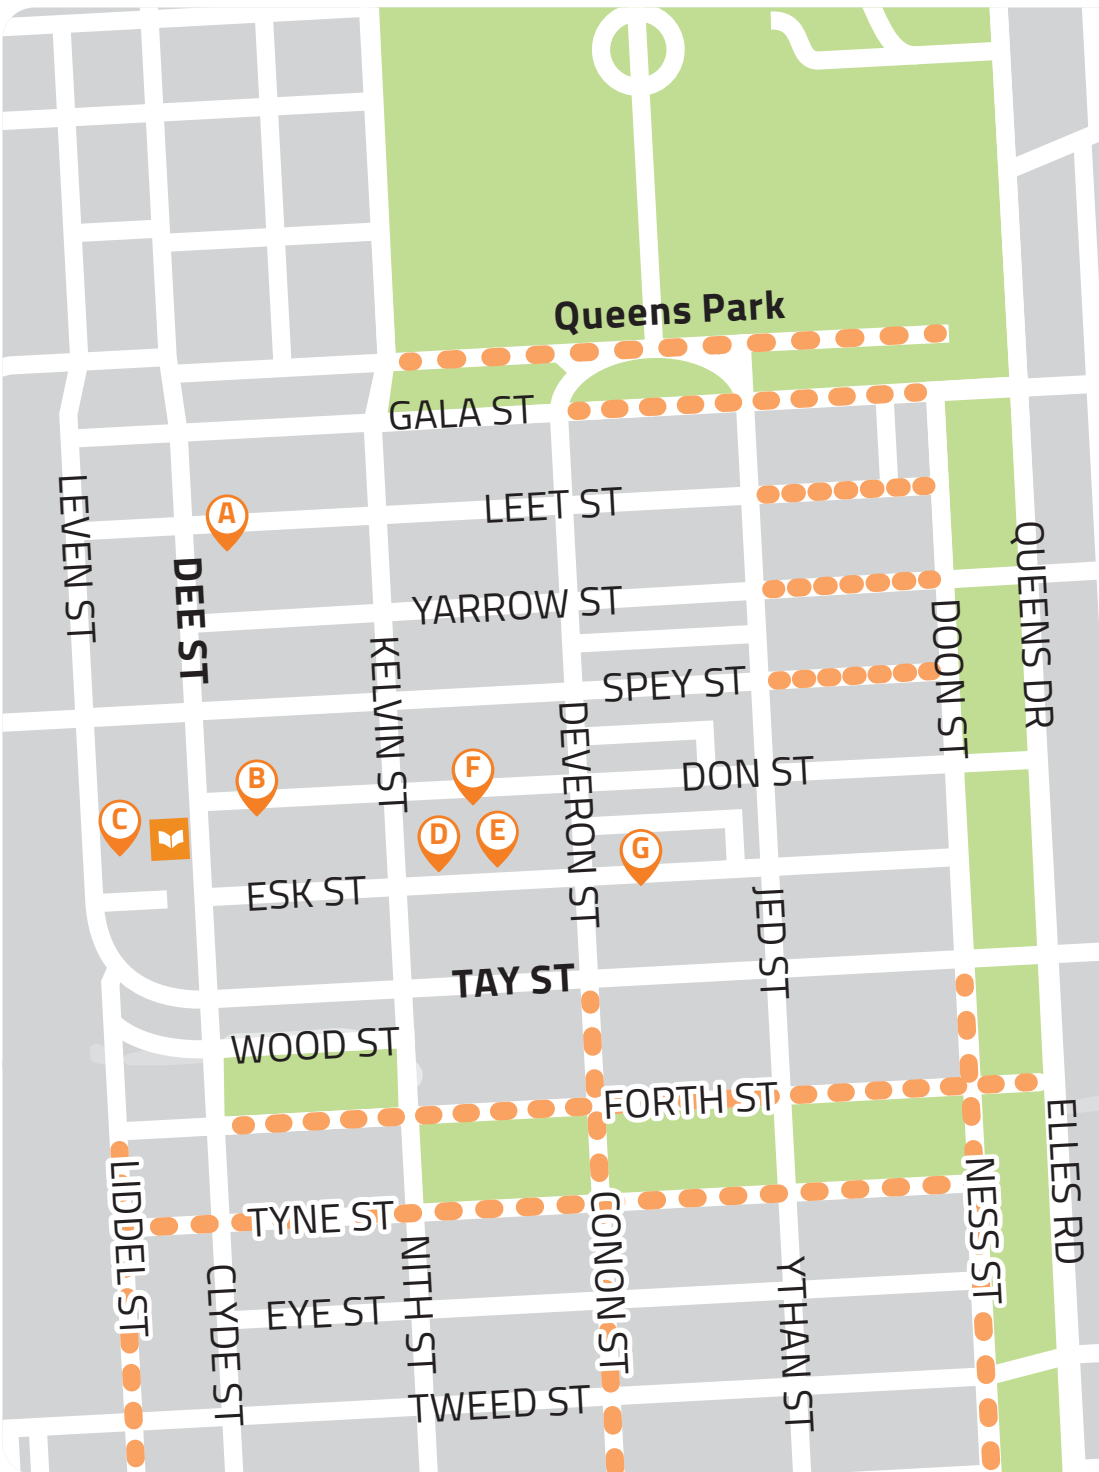 Queens Park
GALA ST
LEET ST
LEVEN ST
A
DEE ST
YARROW ST
QUEENS DR
DOON ST
KELVIN ST
SPEY ST
DEVERON ST
B
F
DON ST
C
D
E
G
ESK ST
JED ST
TAY ST
WOOD ST
FORTH ST
ELLES RD
LIDDEL ST
TYNE ST
CONON ST
NESS ST
CLYDE ST
NITH ST
YTHAN ST
EYE ST
TWEED ST